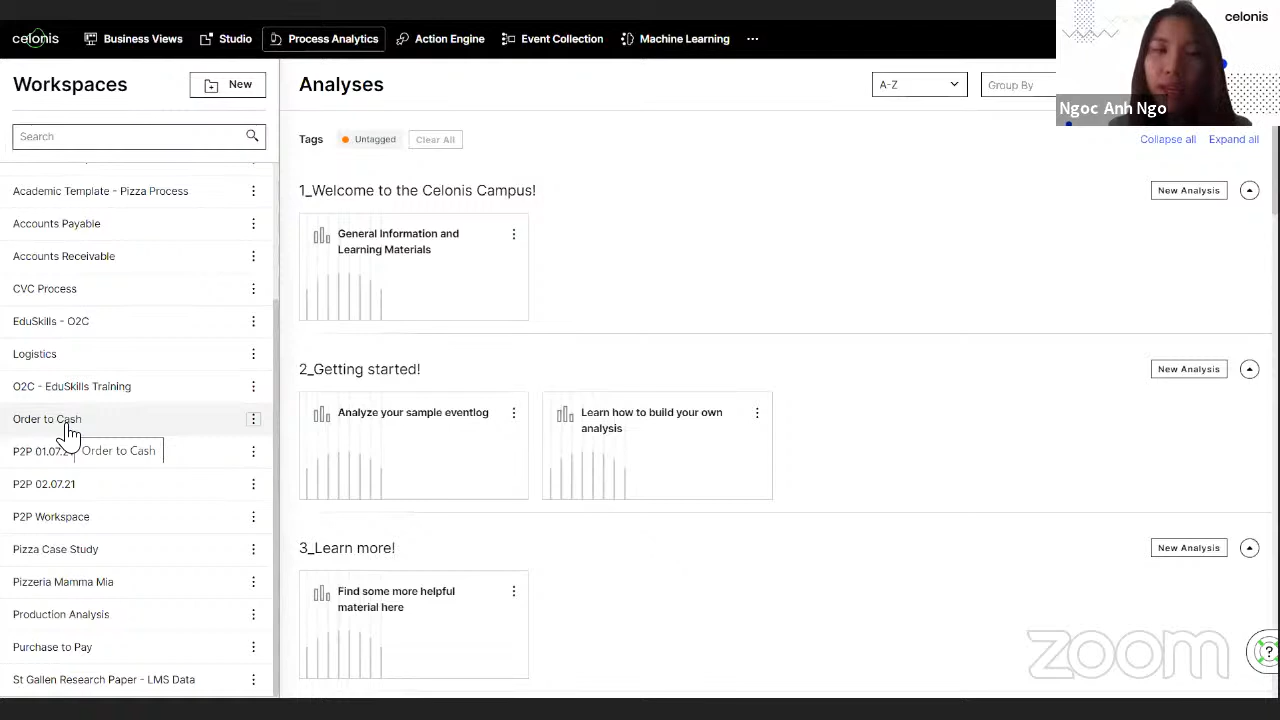 celonis
Business Views
Studio
Process Analytics
Action Engine
Event Collection
Machine Learning
...
celonis
Ngoc Anh Ngo
Workspaces
New
Search
Academic Template - Pizza Process
Accounts Payable
Accounts Receivable
CVC Process
EduSkills - O2C
Logistics
O2C - EduSkills Training
Order to Cash
P2P 01.07.2
Order to Cash
P2P 02.07.21
P2P Workspace
Pizza Case Study
Pizzeria Mamma Mia
Production Analysis
Purchase to Pay
St Gallen Research Paper - LMS Data
Analyses
A-Z
Group By
Tags
Untagged
Clear All
Collapse all
Expand all
1_Welcome to the Celonis Campus!
New Analysis
General Information and
Learning Materials
2_Getting started!
New Analysis
Analyze your sample eventlog
Learn how to build your own
analysis
3_Learn more!
New Analysis
Find some more helpful
material here
zoom
?